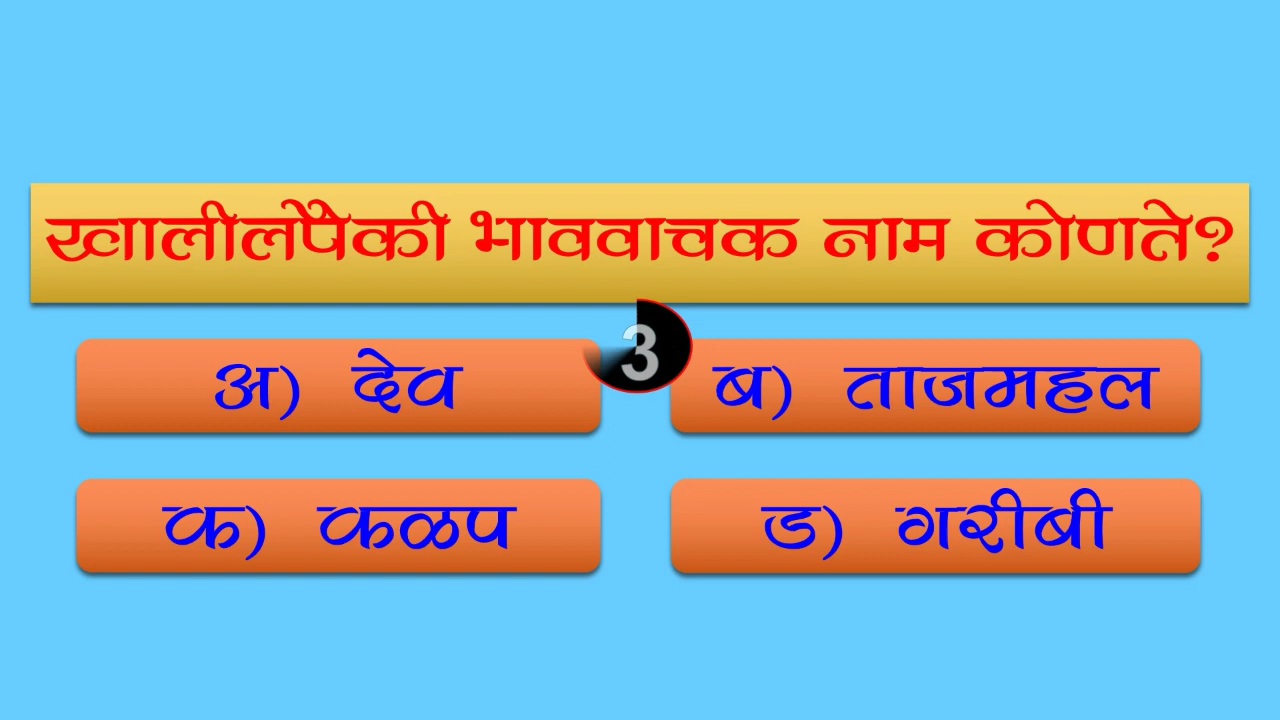 खालीलपैकी भाववाचक नाम कोणते?
3
अ) देव
ब) ताजमहल
क) कळप
ड) गरीबी